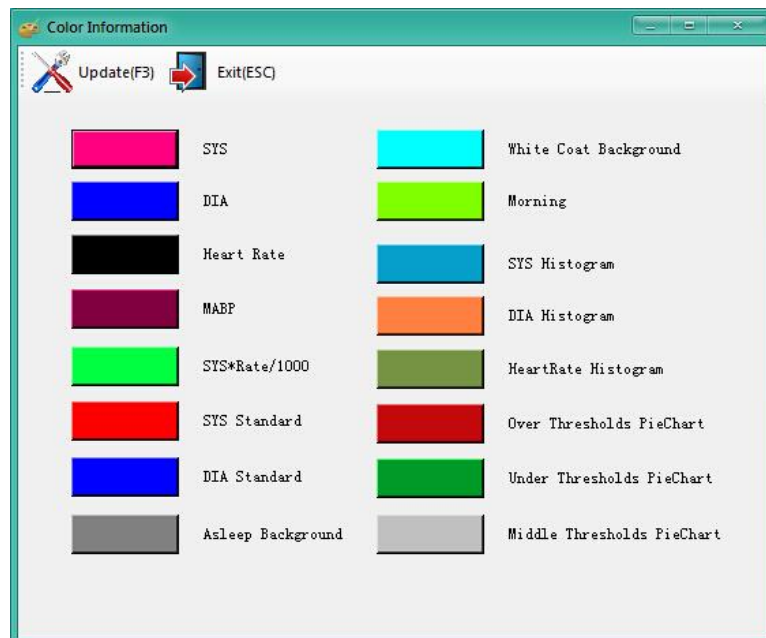 Color Information
Update(F3) Exit(ESC)
SYS
DIA
Heart Rate
MABP
SYS*Rate/1000
SYS Standard
DIA Standard
Asleep Background
White Coat Background
Morning
SYS Histogram
DIA Histogram
HeartRate Histogram
Over Thresholds PieChart
Under Thresholds PieChart
Middle Thresholds PieChart